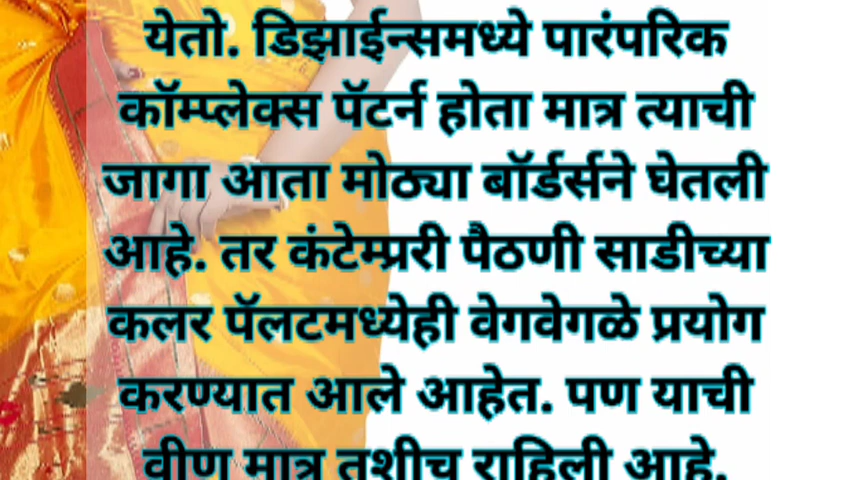 येतो. डिझाईन्समध्ये पारंपरिक
कॉम्प्लेक्स पॅटर्न होता मात्र त्याची
जागा आता मोठ्या बॉर्डर्सने घेतली
आहे. तर कंटेम्प्ररी पैठणी साडीच्या
कलर पॅलटमध्येही वेगवेगळे प्रयोग
करण्यात आले आहेत. पण याची
वीण मात्र तशीच राहिली आहे.